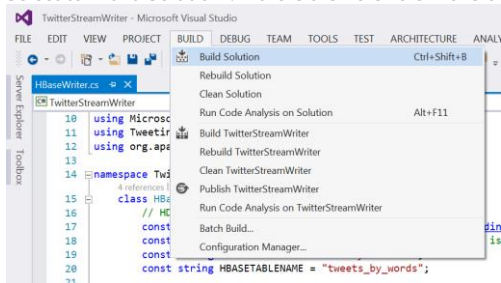 TwitterStreamWriter - Microsoft Visual Studio
FILE EDIT VIEW PROJECT BUILD DEBUG TEAM TOOLS TEST ARCHITECTURE ANALY
Build Solution Ctrl+Shift+B
Rebuild Solution
Clean Solution
Run Code Analysis on Solution Alt+F11
Build TwitterStreamWriter
Rebuild TwitterStreamWriter
Clean TwitterStreamWriter
Publish TwitterStreamWriter
Run Code Analysis on TwitterStreamWriter
Batch Build...
Configuration Manager...
Server Explorer
Toolbox
HBaseWriter.cs
TwitterStreamWriter
10 using Microso
11 using Tweetin
12 using org.apa
13
14 namespace Twi
4 references
15 class HBa
16 // HD
17 const din
18 const is
19 const
20 const string HBASETABLENAME = "tweets_by_words";
21